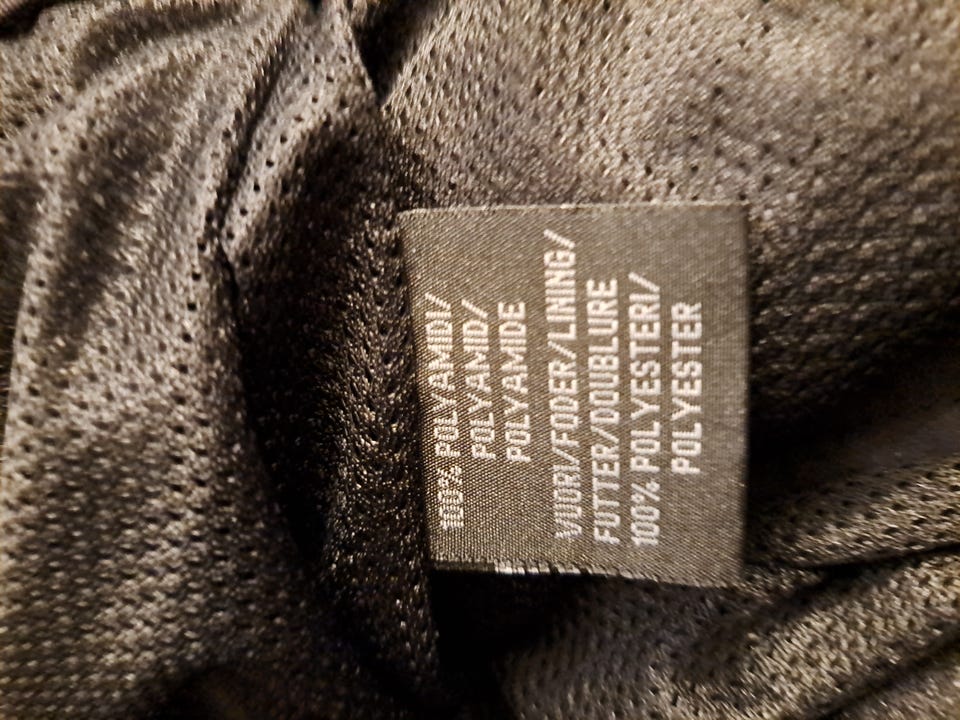 100% POLYAMIDI/
POLYAMID/
POLYAMIDE
VUORI/FODER/LINING/
FUTTER/DOUBLURE
100% POLYESTERI/
POLYESTER